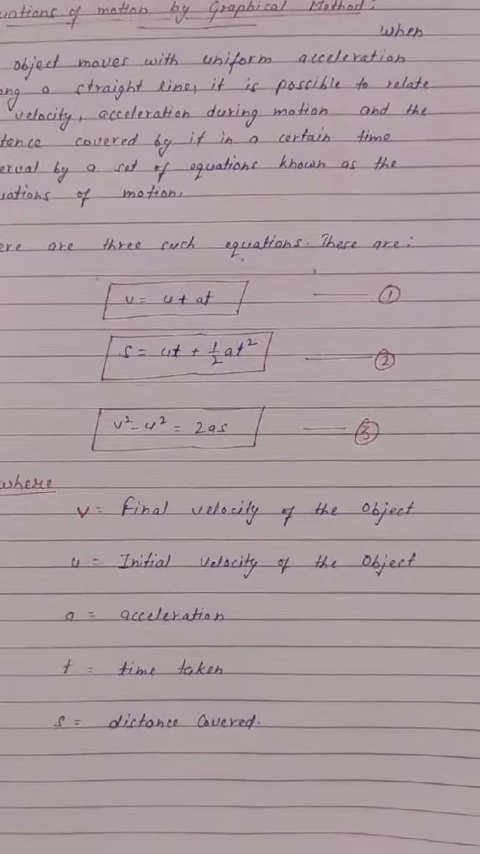 uations of motion by Graphical Method:
when
object moves with uniform acceleration
ong a straight line, it is possible to relate
velocity, acceleration during motion and the
tence covered by it in a certain time
erval by a set of equations known as the
uations of motion.
ere are three such equations. These are:
v = u + at ①
s = ut + 1/2 at² ②
v² - u² = 2as ③
where
v = Final velocity of the Object
u = Initial velocity of the Object
a = acceleration
t = time taken
s = distance Covered.